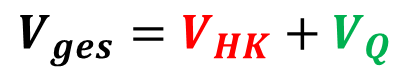 V_ges = V_HK + V_Q